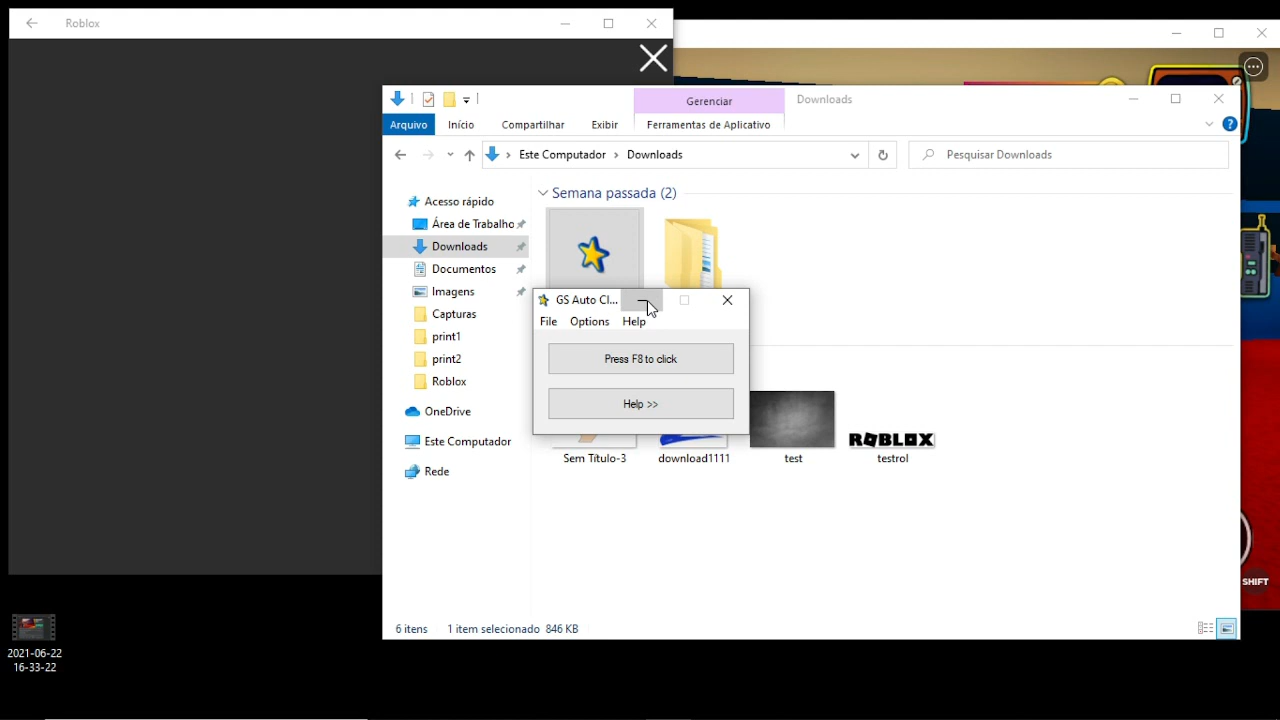 Roblox
Gerenciar
Downloads
Arquivo
Início
Compartilhar
Exibir
Ferramentas de Aplicativo
Este Computador
Downloads
Pesquisar Downloads
Semana passada (2)
Acesso rápido
Área de Trabalho
Downloads
Documentos
Imagens
Capturas
print1
print2
Roblox
OneDrive
Este Computador
Rede
GS Auto Cl...
File
Options
Help
Press F8 to click
Help >>
ROBLOX
Sem Título-3
download1111
test
testrol
SHIFT
6 itens
1 item selecionado 846 KB
2021-06-22
16-33-22